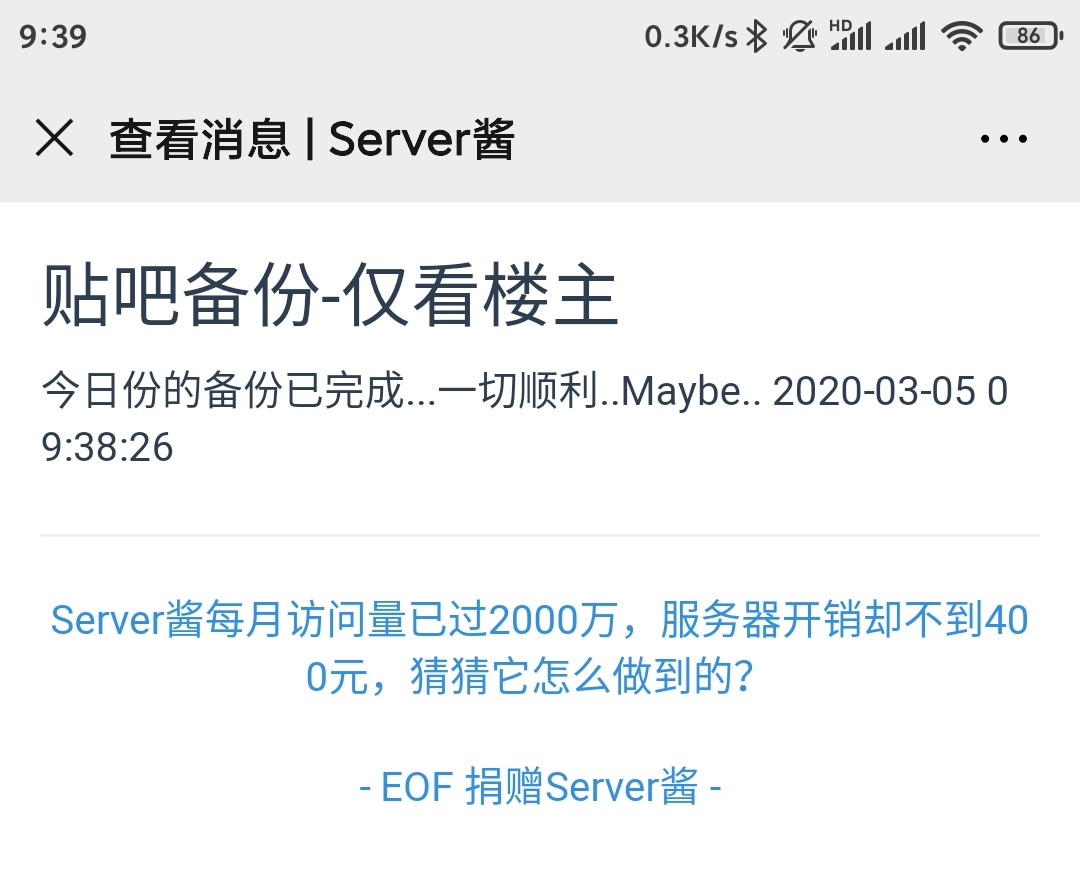 9:39 0.3K/s HD 86
查看消息 | Server酱
贴吧备份-仅看楼主
今日份的备份已完成...一切顺利..Maybe.. 2020-03-05 0
9:38:26
Server酱每月访问量已过2000万，服务器开销却不到40
0元，猜猜它怎么做到的?
- EOF 捐赠Server酱 -